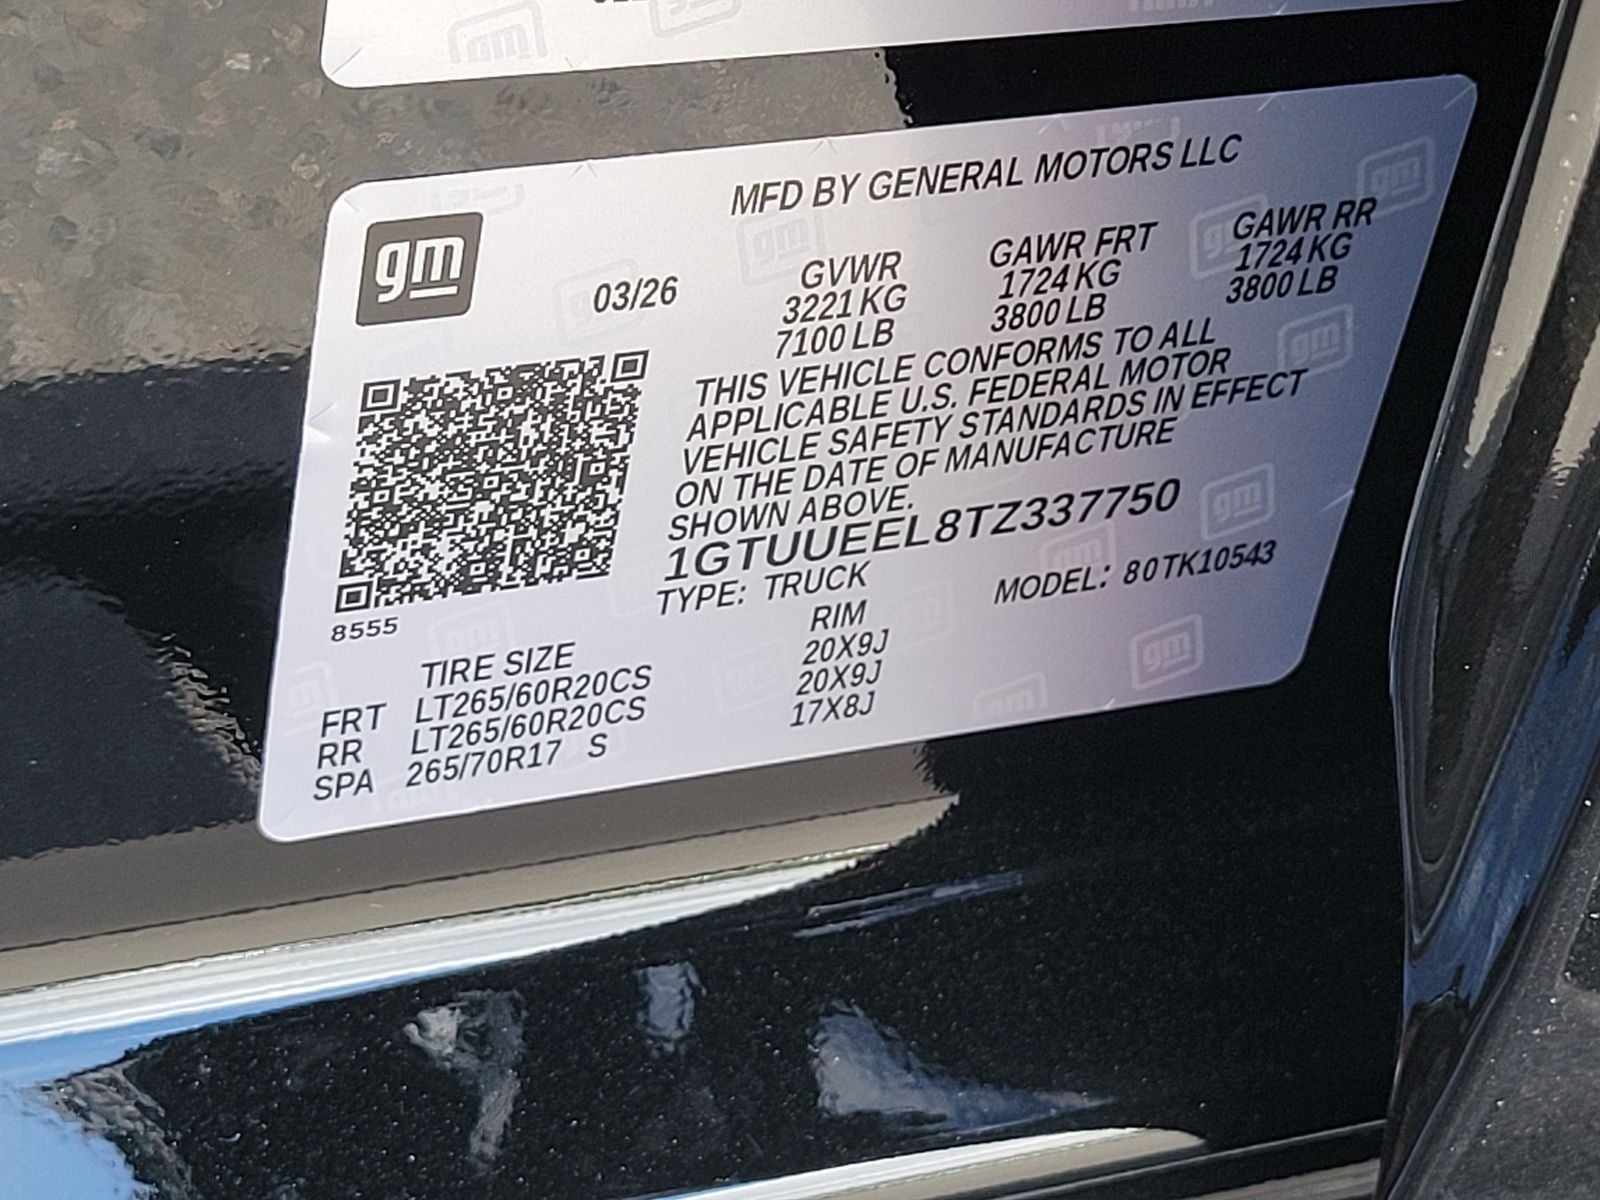 MFD BY GENERAL MOTORS LLC
gm
03/26
GVWR GAWR FRT GAWR RR
3221 KG 1724 KG 1724 KG
7100 LB 3800 LB 3800 LB
THIS VEHICLE CONFORMS TO ALL
APPLICABLE U.S. FEDERAL MOTOR
VEHICLE SAFETY STANDARDS IN EFFECT
ON THE DATE OF MANUFACTURE
SHOWN ABOVE.
1GTUUEEL8TZ337750
TYPE: TRUCK MODEL: 80TK10543
8555
TIRE SIZE RIM
FRT LT265/60R20CS 20X9J
RR LT265/60R20CS 20X9J
SPA 265/70R17 S 17X8J